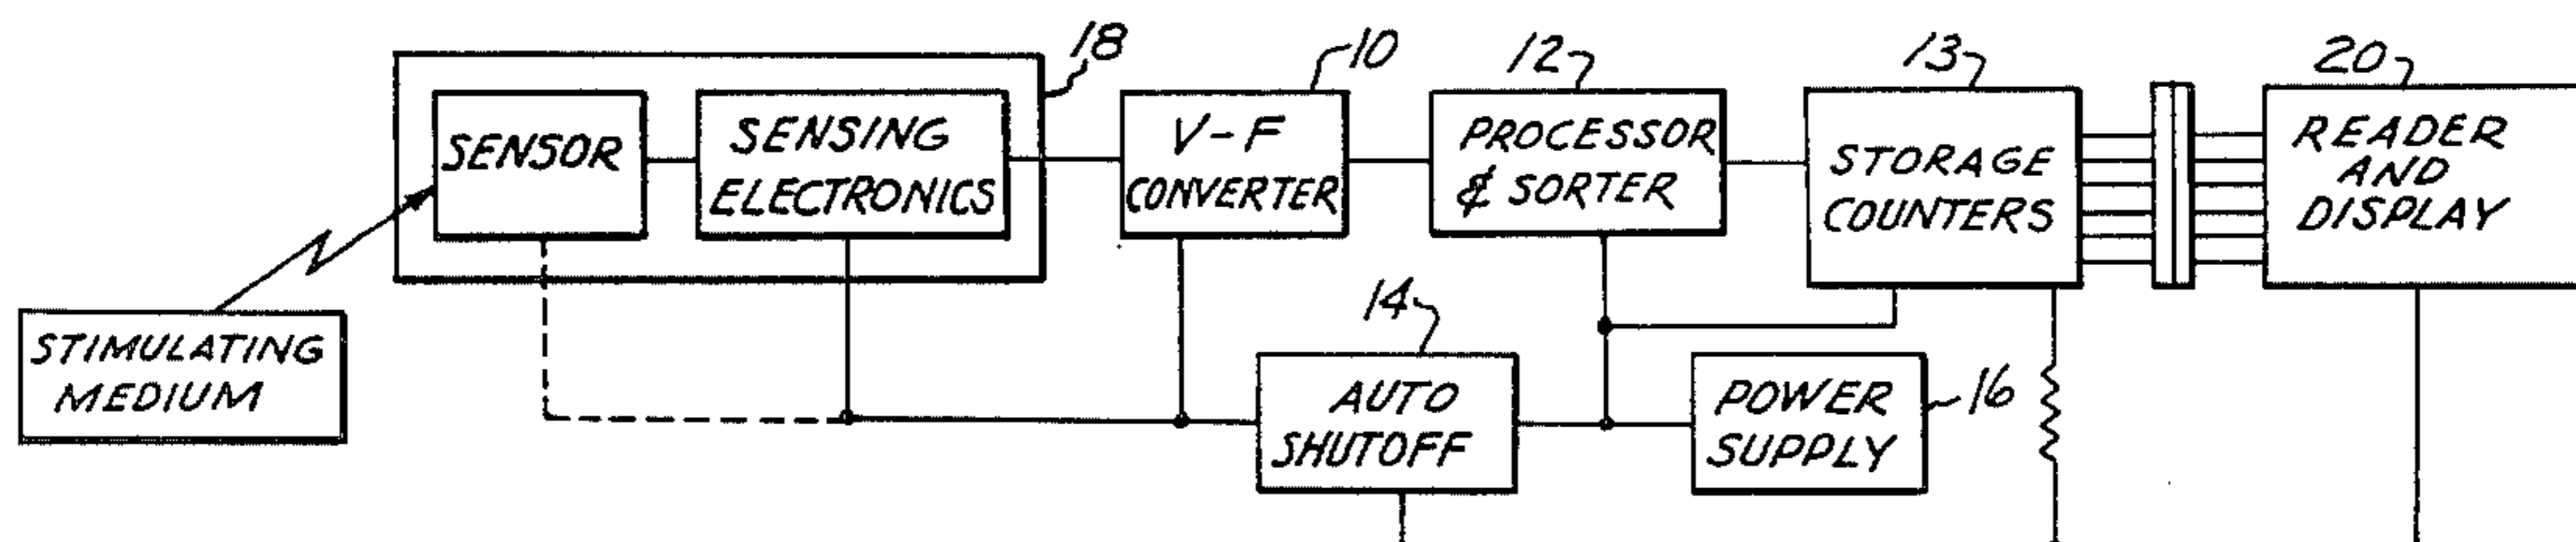 18
10
12
13
20
SENSOR
SENSING
ELECTRONICS
V-F
CONVERTER
PROCESSOR
& SORTER
STORAGE
COUNTERS
READER
AND
DISPLAY
STIMULATING
MEDIUM
14
AUTO
SHUTOFF
POWER
SUPPLY
16